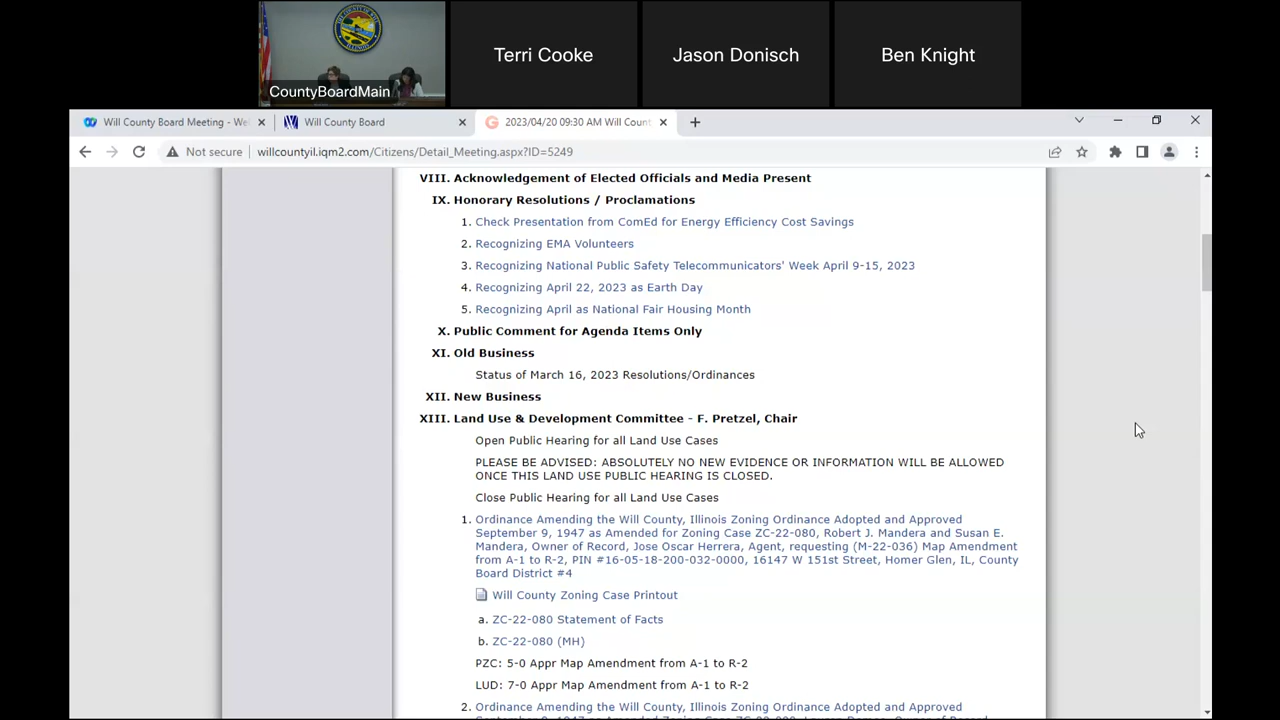 Terri Cooke
Jason Donisch
Ben Knight
CountyBoardMain
Will County Board Meeting - We
Will County Board
2023/04/20 09:30 AM Will Count
Not secure
willcountyil.iqm2.com/Citizens/Detail_Meeting.aspx?ID=5249
VIII. Acknowledgement of Elected Officials and Media Present
IX. Honorary Resolutions / Proclamations
1. Check Presentation from ComEd for Energy Efficiency Cost Savings
2. Recognizing EMA Volunteers
3. Recognizing National Public Safety Telecommunicators' Week April 9-15, 2023
4. Recognizing April 22, 2023 as Earth Day
5. Recognizing April as National Fair Housing Month
X. Public Comment for Agenda Items Only
XI. Old Business
Status of March 16, 2023 Resolutions/Ordinances
XII. New Business
XIII. Land Use & Development Committee - F. Pretzel, Chair
Open Public Hearing for all Land Use Cases
PLEASE BE ADVISED: ABSOLUTELY NO NEW EVIDENCE OR INFORMATION WILL BE ALLOWED
ONCE THIS LAND USE PUBLIC HEARING IS CLOSED.
Close Public Hearing for all Land Use Cases
1. Ordinance Amending the Will County, Illinois Zoning Ordinance Adopted and Approved
September 9, 1947 as Amended for Zoning Case ZC-22-080, Robert J. Mandera and Susan E.
Mandera, Owner of Record, Jose Oscar Herrera, Agent, requesting (M-22-036) Map Amendment
from A-1 to R-2, PIN #16-05-18-200-032-0000, 16147 W 151st Street, Homer Glen, IL, County
Board District #4
Will County Zoning Case Printout
a. ZC-22-080 Statement of Facts
b. ZC-22-080 (MH)
PZC: 5-0 Appr Map Amendment from A-1 to R-2
LUD: 7-0 Appr Map Amendment from A-1 to R-2
2. Ordinance Amending the Will County, Illinois Zoning Ordinance Adopted and Approved